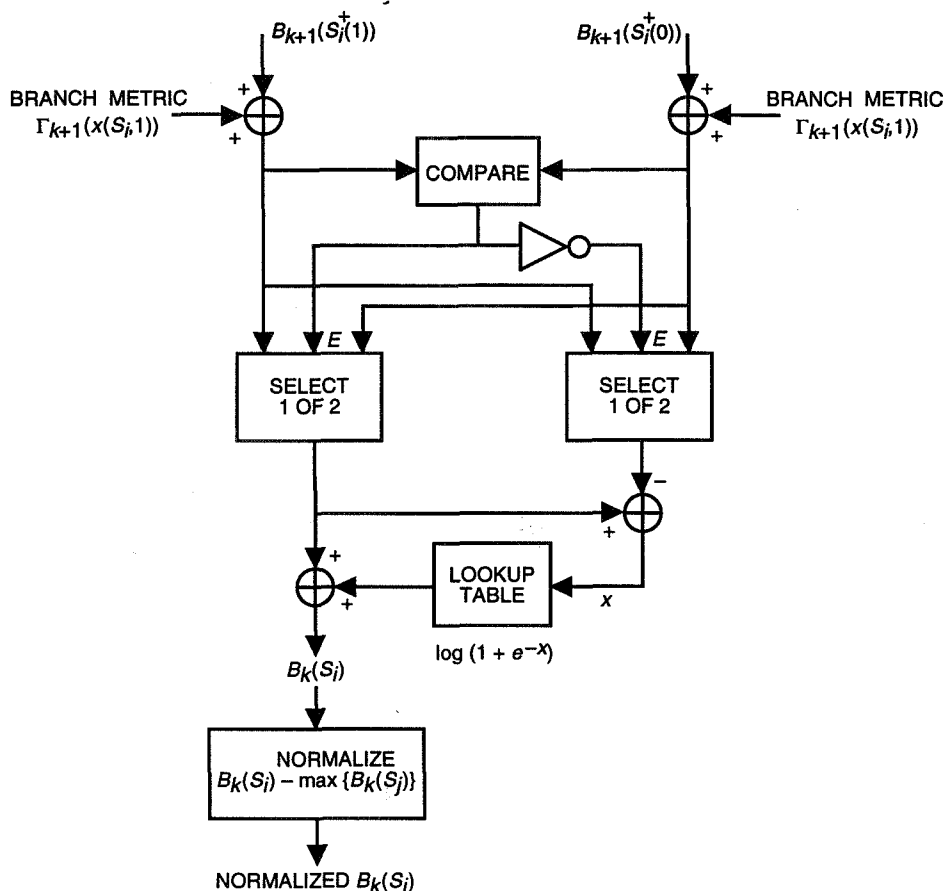 B_{k+1}(S_i^+(1))
B_{k+1}(S_i^+(0))
+
+
BRANCH METRIC
Γ_{k+1}(x(S_i,1))
+
+
BRANCH METRIC
Γ_{k+1}(x(S_i,1))
COMPARE
E
E
SELECT
1 OF 2
SELECT
1 OF 2
−
+
+
LOOKUP
TABLE
x
+
log (1 + e^{−x})
B_k(S_i)
NORMALIZE
B_k(S_i) − max {B_k(S_j)}
NORMALIZED B_k(S_i)